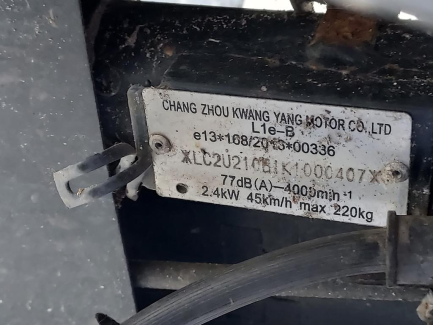 CHANG ZHOU KWANG YANG MOTOR CO.,LTD
L1e-B
e13*168/2013*00336
*LC2U210B1K1000407*
77dB(A)-4000min⁻¹
2.4kW 45km/h max 220kg